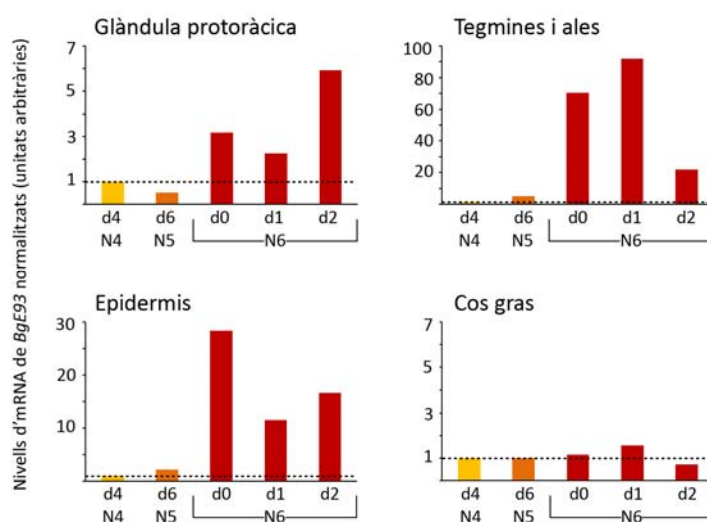 Nivells d'mRNA de BgE93 normalitzats (unitats arbitràries)
Glàndula protoràcica
7
5
3
1
d4 d6 d0 d1 d2
N4 N5 N6
Tegmines i ales
100
80
60
40
20
d4 d6 d0 d1 d2
N4 N5 N6
Epidermis
30
20
10
d4 d6 d0 d1 d2
N4 N5 N6
Cos gras
7
5
3
1
d4 d6 d0 d1 d2
N4 N5 N6